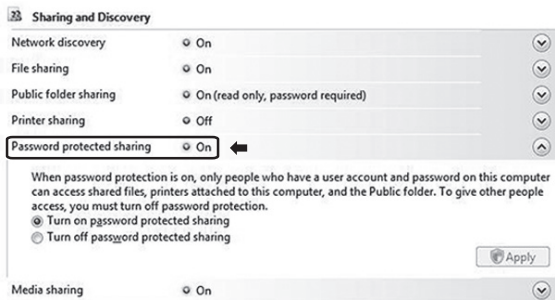 Sharing and Discovery
Network discovery On
File sharing On
Public folder sharing On (read only, password required)
Printer sharing Off
Password protected sharing On
When password protection is on, only people who have a user account and password on this computer
can access shared files, printers attached to this computer, and the Public folder. To give other people
access, you must turn off password protection.
Turn on password protected sharing
Turn off password protected sharing
Apply
Media sharing On